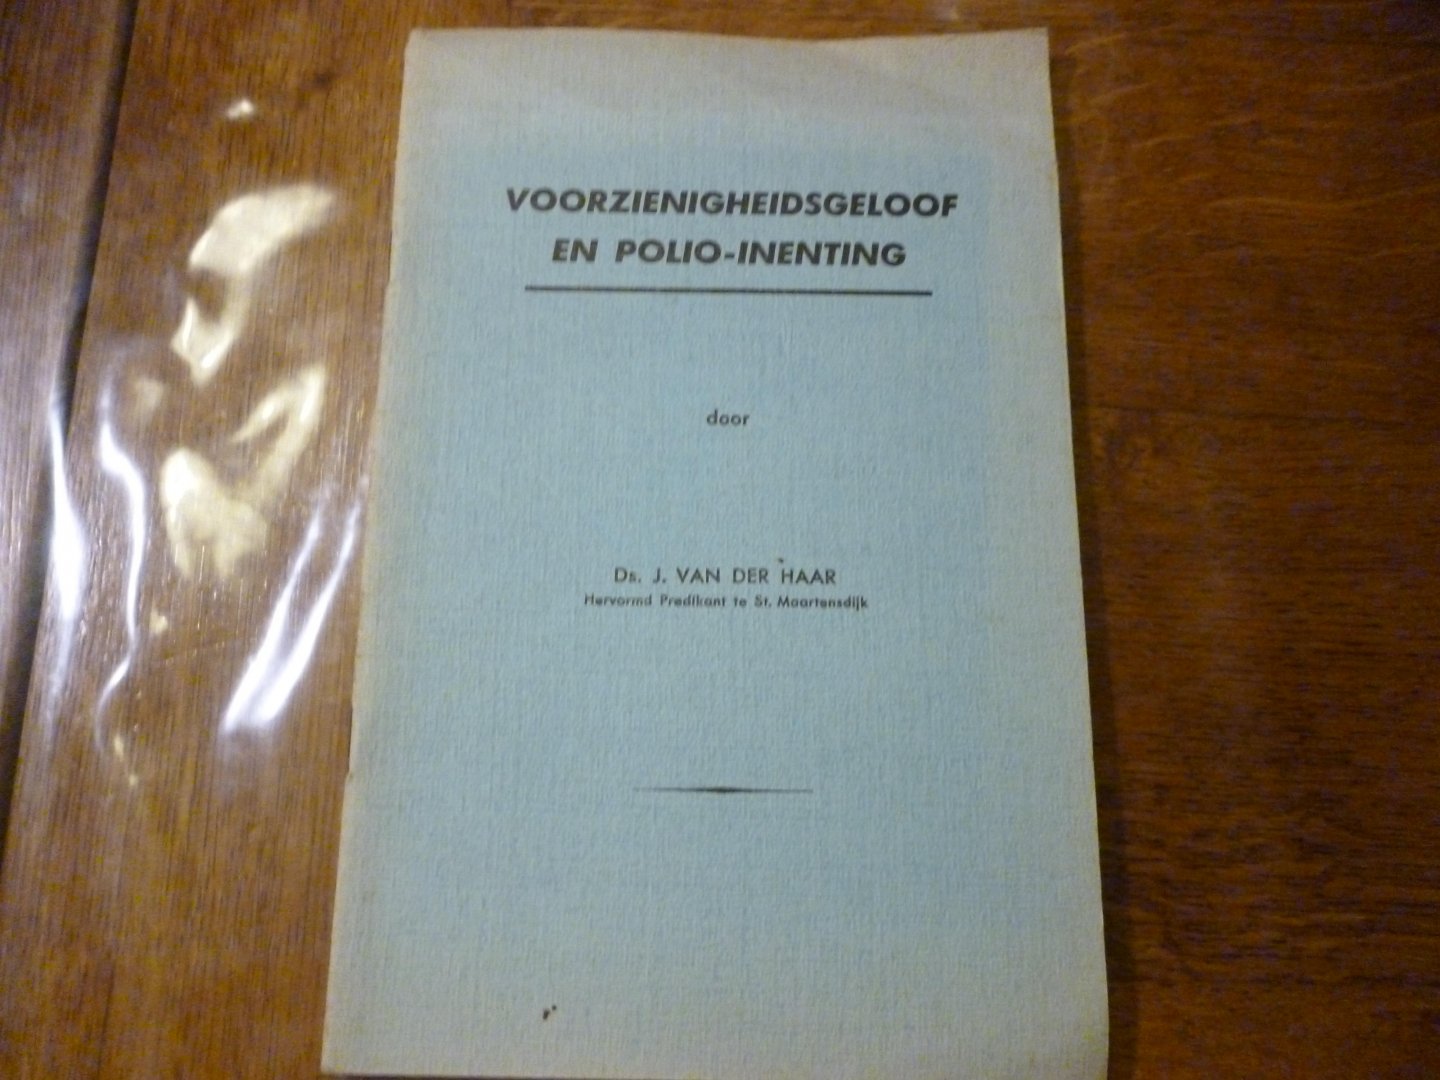 VOORZIENIGHEIDSGELOOF
EN POLIO-INENTING
door
Ds. J. VAN DER HAAR
Hervormd Predikant te St. Maartensdijk